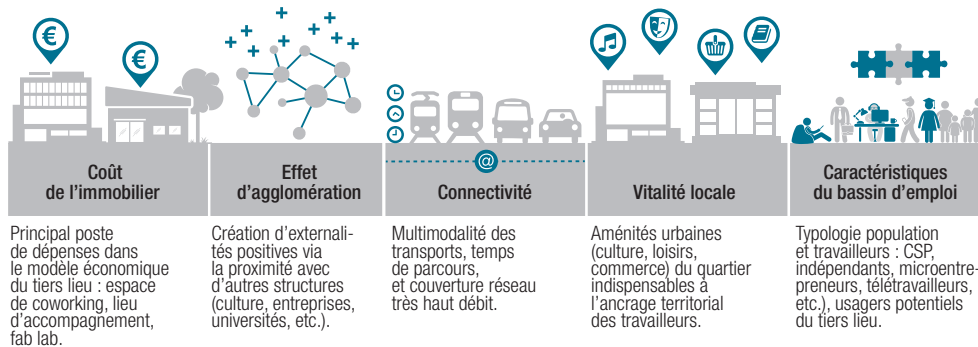 €
€
@
Coût
de l’immobilier
Principal poste
de dépenses dans
le modèle économique
du tiers lieu : espace
de coworking, lieu
d’accompagnement,
fab lab.
Effet
d’agglomération
Création d’externali-
tés positives via
la proximité avec
d’autres structures
(culture, entreprises,
universités, etc.).
Connectivité
Multimodalité des
transports, temps
de parcours,
et couverture réseau
très haut débit.
Vitalité locale
Aménités urbaines
(culture, loisirs,
commerce) du quartier
indispensables à
l’ancrage territorial
des travailleurs.
Caractéristiques
du bassin d’emploi
Typologie population
et travailleurs : CSP,
indépendants, microentre-
preneurs, télétravailleurs,
etc.), usagers potentiels
du tiers lieu.